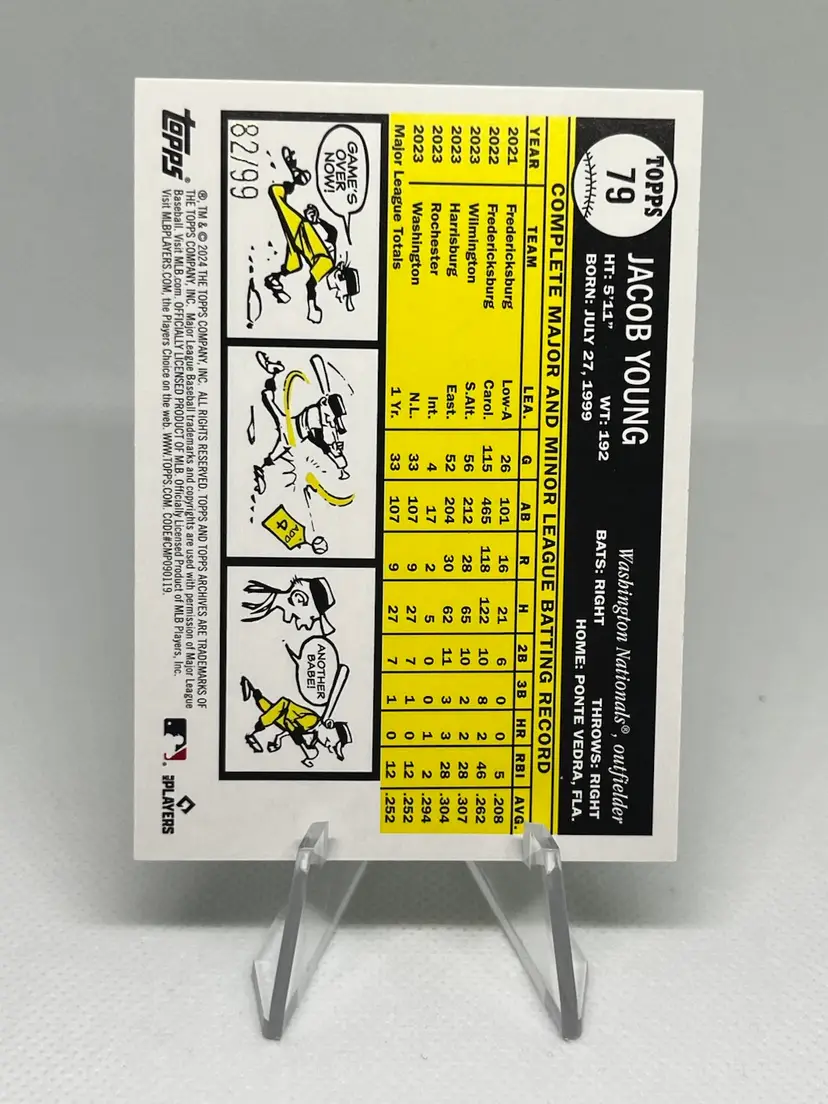 TOPPS
79
JACOB YOUNG
Washington Nationals®, outfielder
HT: 5'11" WT: 192 BATS: RIGHT THROWS: RIGHT
BORN: JULY 27, 1999 HOME: PONTE VEDRA, FLA.
COMPLETE MAJOR AND MINOR LEAGUE BATTING RECORD
YEAR TEAM LEA. G AB R H 2B 3B HR RBI AVG.
2021 Fredericksburg Low-A 26 101 16 21 6 0 0 5 .208
2022 Fredericksburg Carol. 115 465 118 122 10 8 2 46 .262
2023 Wilmington S.Atl. 56 212 28 65 10 2 2 28 .307
2023 Harrisburg East. 52 204 30 62 11 3 3 28 .304
2023 Rochester Int. 4 17 2 5 0 0 1 2 .294
2023 Washington N.L. 33 107 9 27 7 1 0 12 .252
Major League Totals 1 Yr. 33 107 9 27 7 1 0 12 .252
GAME'S
OVER
NOW!
82/99
ANOTHER
BABE!
topps®
®, TM & © 2024 THE TOPPS COMPANY, INC. ALL RIGHTS RESERVED. TOPPS AND TOPPS ARCHIVES ARE TRADEMARKS OF
THE TOPPS COMPANY, INC. Major League Baseball trademarks and copyrights are used with permission of Major League
Baseball. Visit MLB.com. OFFICIALLY LICENSED PRODUCT OF MLB. Officially Licensed Product of MLB Players, Inc.
Visit MLBPLAYERS.COM, the Players Choice on the web. WWW.TOPPS.COM. CODE#CMP090119.
PLAYERS